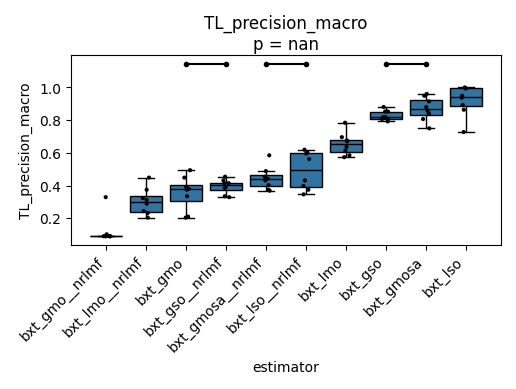 TL_precision_macro
p = nan
TL_precision_macro
1.0
0.8
0.6
0.4
0.2
bxt_gmo__nrlmf
bxt_lmo__nrlmf
bxt_gmo
bxt_gso__nrlmf
bxt_gmosa__nrlmf
bxt_lso__nrlmf
bxt_lmo
bxt_gso
bxt_gmosa
bxt_lso
estimator